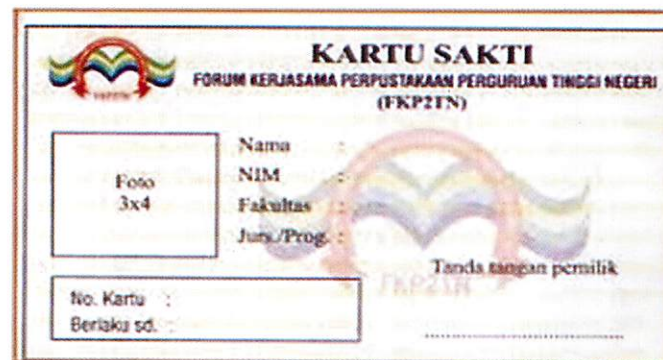 KARTU SAKTI
FORUM KERJASAMA PERPUSTAKAAN PERGURUAN TINGGI NEGERI
(FKP2TN)
Foto
3x4
Nama :
NIM :
Fakultas :
Jurs./Prog. :
Tanda tangan pemilik
FKP2TN
No. Kartu :
Berlaku sd. :